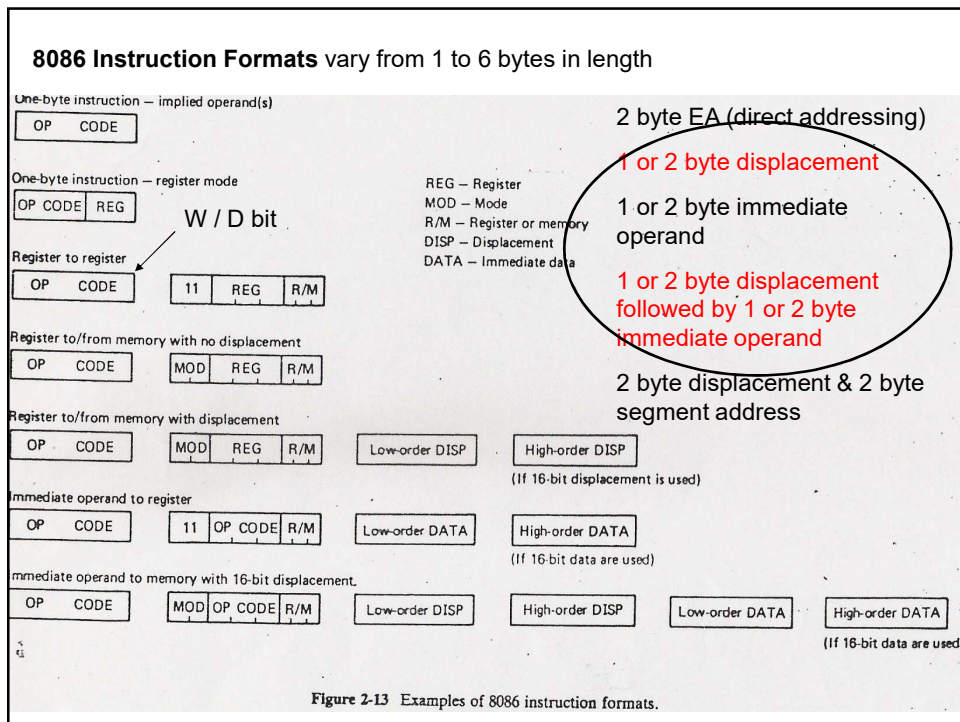 8086 Instruction Formats vary from 1 to 6 bytes in length
One-byte instruction — implied operand(s)
OP CODE
One-byte instruction — register mode
OP CODE REG
W / D bit
REG — Register
MOD — Mode
R/M — Register or memory
DISP — Displacement
DATA — Immediate data
2 byte EA (direct addressing)
1 or 2 byte displacement
1 or 2 byte immediate
operand
1 or 2 byte displacement
followed by 1 or 2 byte
immediate operand
2 byte displacement & 2 byte
segment address
Register to register
OP CODE 11 REG R/M
Register to/from memory with no displacement
OP CODE MOD REG R/M
Register to/from memory with displacement
OP CODE MOD REG R/M Low-order DISP High-order DISP
(If 16-bit displacement is used)
Immediate operand to register
OP CODE 11 OP CODE R/M Low-order DATA High-order DATA
(If 16-bit data are used)
Immediate operand to memory with 16-bit displacement.
OP CODE MOD OP CODE R/M Low-order DISP High-order DISP Low-order DATA High-order DATA
(If 16-bit data are used
Figure 2-13 Examples of 8086 instruction formats.